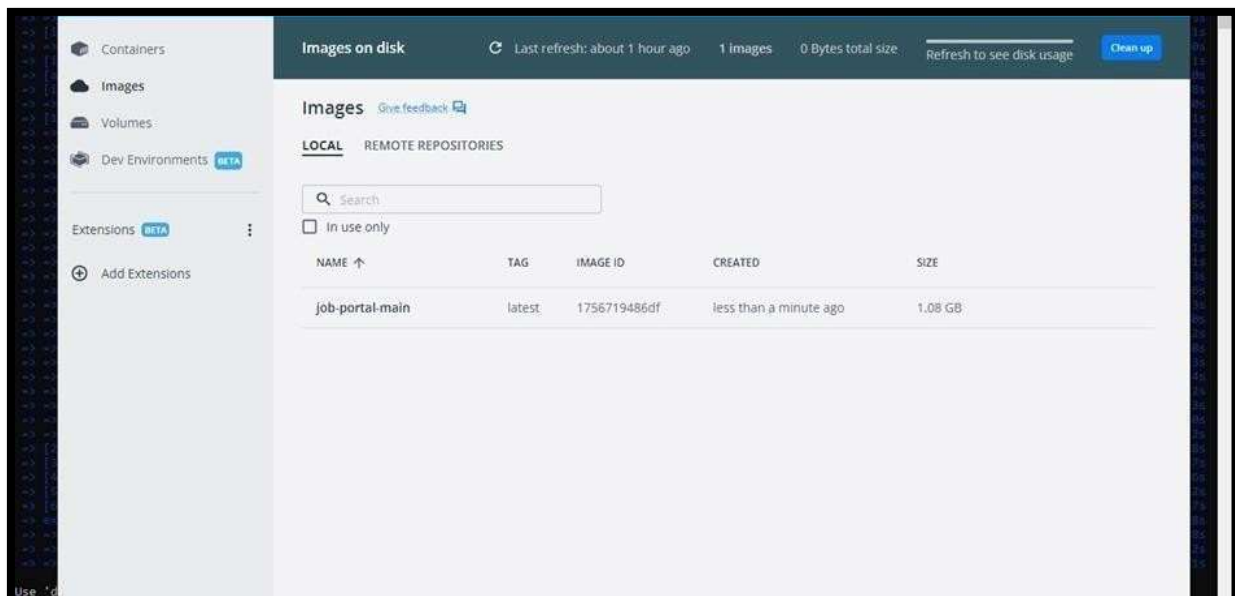 Containers
Images
Volumes
Dev Environments BETA
Extensions BETA
Add Extensions
Images on disk Last refresh: about 1 hour ago 1 images 0 Bytes total size Refresh to see disk usage Clean up
Images Give feedback
LOCAL REMOTE REPOSITORIES
Search
In use only
NAME TAG IMAGE ID CREATED SIZE
job-portal-main latest 1756719486df less than a minute ago 1.08 GB
Use 'd